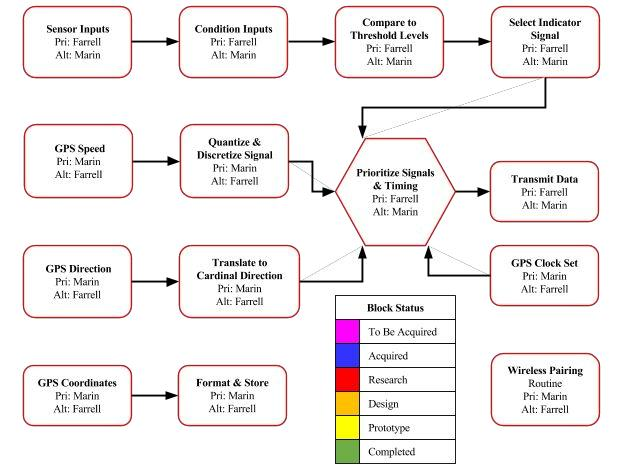 Sensor Inputs
Pri: Farrell
Alt: Marin
Condition Inputs
Pri: Farrell
Alt: Marin
Compare to
Threshold Levels
Pri: Farrell
Alt: Marin
Select Indicator
Signal
Pri: Farrell
Alt: Marin
GPS Speed
Pri: Marin
Alt: Farrell
Quantize &
Discretize Signal
Pri: Marin
Alt: Farrell
Prioritize Signals
& Timing
Pri: Farrell
Alt: Marin
Transmit Data
Pri: Farrell
Alt: Marin
GPS Direction
Pri: Marin
Alt: Farrell
Translate to
Cardinal Direction
Pri: Marin
Alt: Farrell
GPS Clock Set
Pri: Marin
Alt: Farrell
GPS Coordinates
Pri: Marin
Alt: Farrell
Format & Store
Pri: Marin
Alt: Farrell
Block Status
To Be Acquired
Acquired
Research
Design
Prototype
Completed
Wireless Pairing
Routine
Pri: Marin
Alt: Farrell